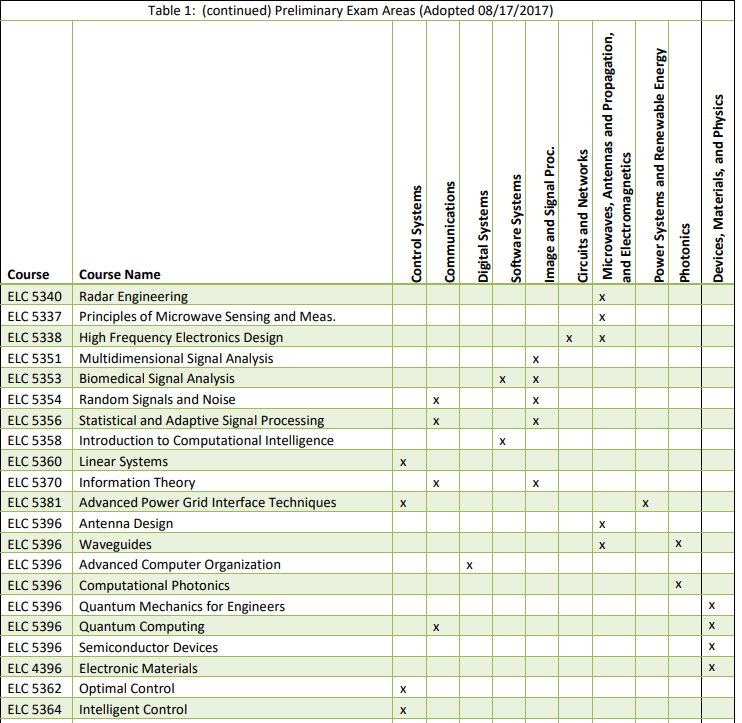 Table 1: (continued) Preliminary Exam Areas (Adopted 08/17/2017)
Course Course Name Control Systems Communications Digital Systems Software Systems Image and Signal Proc. Circuits and Networks Microwaves, Antennas and Propagation, and Electromagnetics Power Systems and Renewable Energy Photonics Devices, Materials, and Physics
ELC 5340 Radar Engineering x
ELC 5337 Principles of Microwave Sensing and Meas. x
ELC 5338 High Frequency Electronics Design x x
ELC 5351 Multidimensional Signal Analysis x
ELC 5353 Biomedical Signal Analysis x x
ELC 5354 Random Signals and Noise x x
ELC 5356 Statistical and Adaptive Signal Processing x x
ELC 5358 Introduction to Computational Intelligence x
ELC 5360 Linear Systems x
ELC 5370 Information Theory x x
ELC 5381 Advanced Power Grid Interface Techniques x x
ELC 5396 Antenna Design x
ELC 5396 Waveguides x x
ELC 5396 Advanced Computer Organization x
ELC 5396 Computational Photonics x
ELC 5396 Quantum Mechanics for Engineers x
ELC 5396 Quantum Computing x x
ELC 5396 Semiconductor Devices x
ELC 4396 Electronic Materials x
ELC 5362 Optimal Control x
ELC 5364 Intelligent Control x